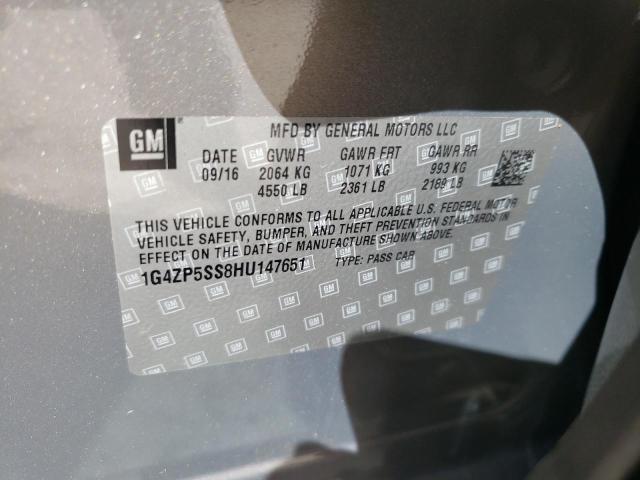 GM
MFD BY GENERAL MOTORS LLC
DATE GVWR GAWR FRT GAWR RR
09/16 2064 KG 1071 KG 993 KG
4550 LB 2361 LB 2189 LB
THIS VEHICLE CONFORMS TO ALL APPLICABLE U.S. FEDERAL MOTOR
VEHICLE SAFETY, BUMPER, AND THEFT PREVENTION STANDARDS IN
EFFECT ON THE DATE OF MANUFACTURE SHOWN ABOVE.
1G4ZP5SS8HU147651 TYPE: PASS CAR